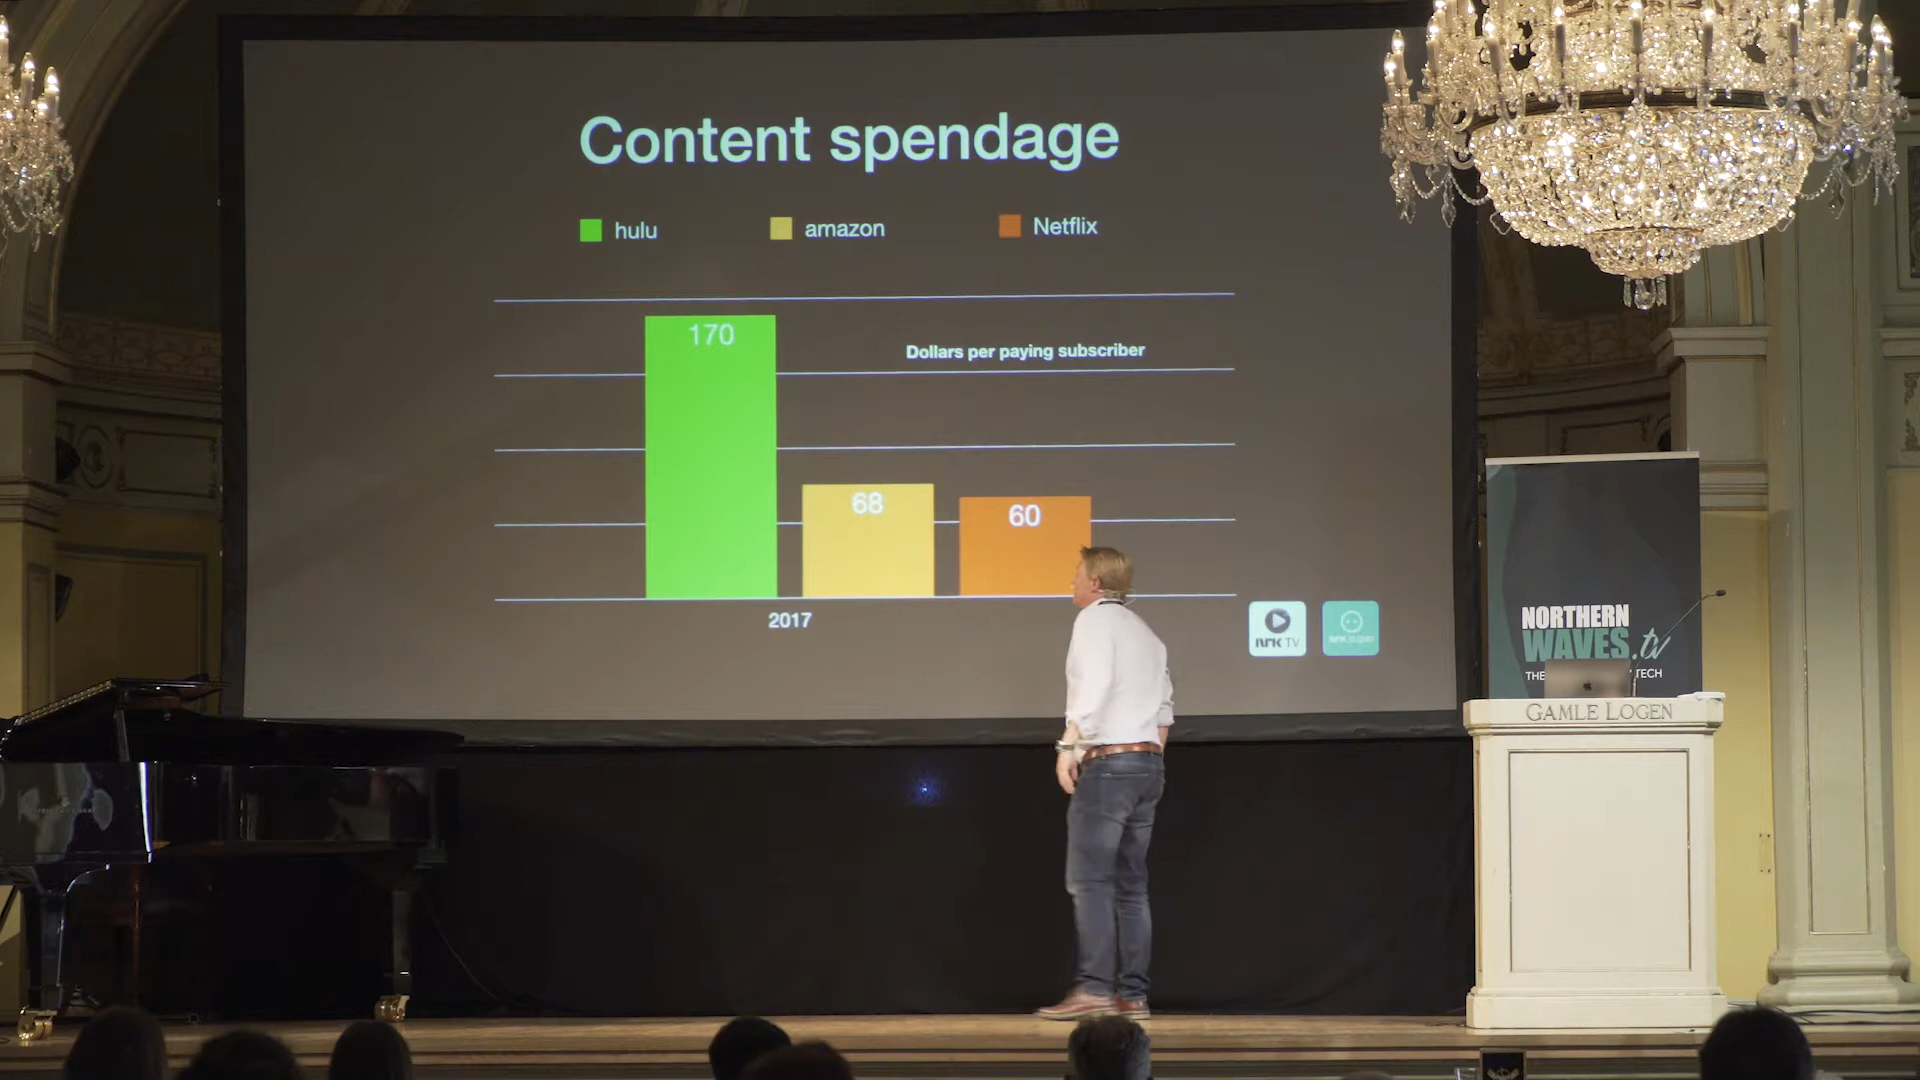 Content spendage
hulu
amazon
Netflix
170
Dollars per paying subscriber
68
60
2017
NRK TV
NORTHERN
WAVES.tv
THE
TECH
GAMLE LOGEN